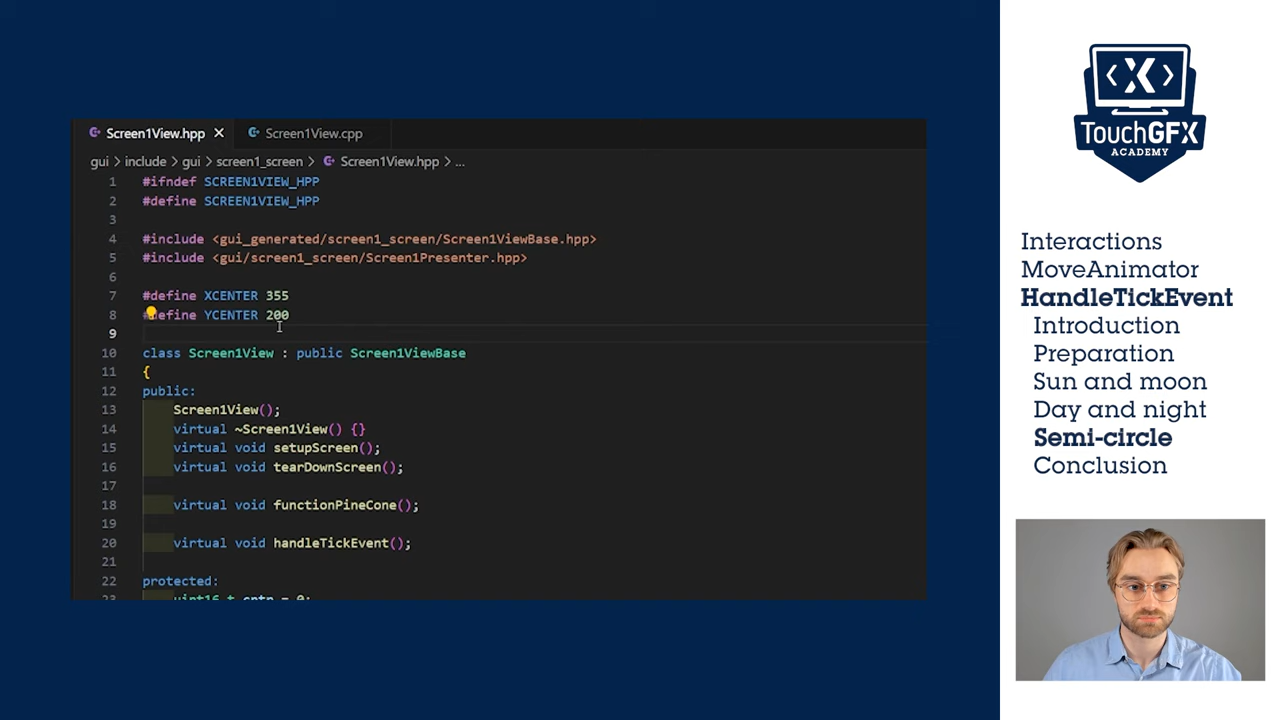 Screen1View.hpp
Screen1View.cpp
gui > include > gui > screen1_screen > Screen1View.hpp > ...
1 #ifndef SCREEN1VIEW_HPP
2 #define SCREEN1VIEW_HPP
3
4 #include <gui_generated/screen1_screen/Screen1ViewBase.hpp>
5 #include <gui/screen1_screen/Screen1Presenter.hpp>
6
7 #define XCENTER 355
8 #define YCENTER 200
9
10 class Screen1View : public Screen1ViewBase
11 {
12 public:
13 Screen1View();
14 virtual ~Screen1View() {}
15 virtual void setupScreen();
16 virtual void tearDownScreen();
17
18 virtual void functionPineCone();
19
20 virtual void handleTickEvent();
21
22 protected:
23 uint16_t cntn = 0;
<X>
TouchGFX
ACADEMY
Interactions
MoveAnimator
HandleTickEvent
Introduction
Preparation
Sun and moon
Day and night
Semi-circle
Conclusion